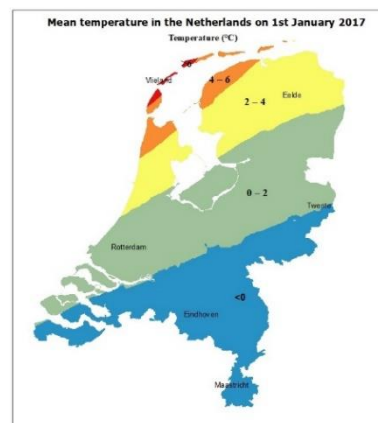 Mean temperature in the Netherlands on 1st January 2017
Temperature (°C)
Vlieland
4 – 6
2 – 4
Eelde
0 – 2
Twente
Rotterdam
<0
Eindhoven
Maastricht